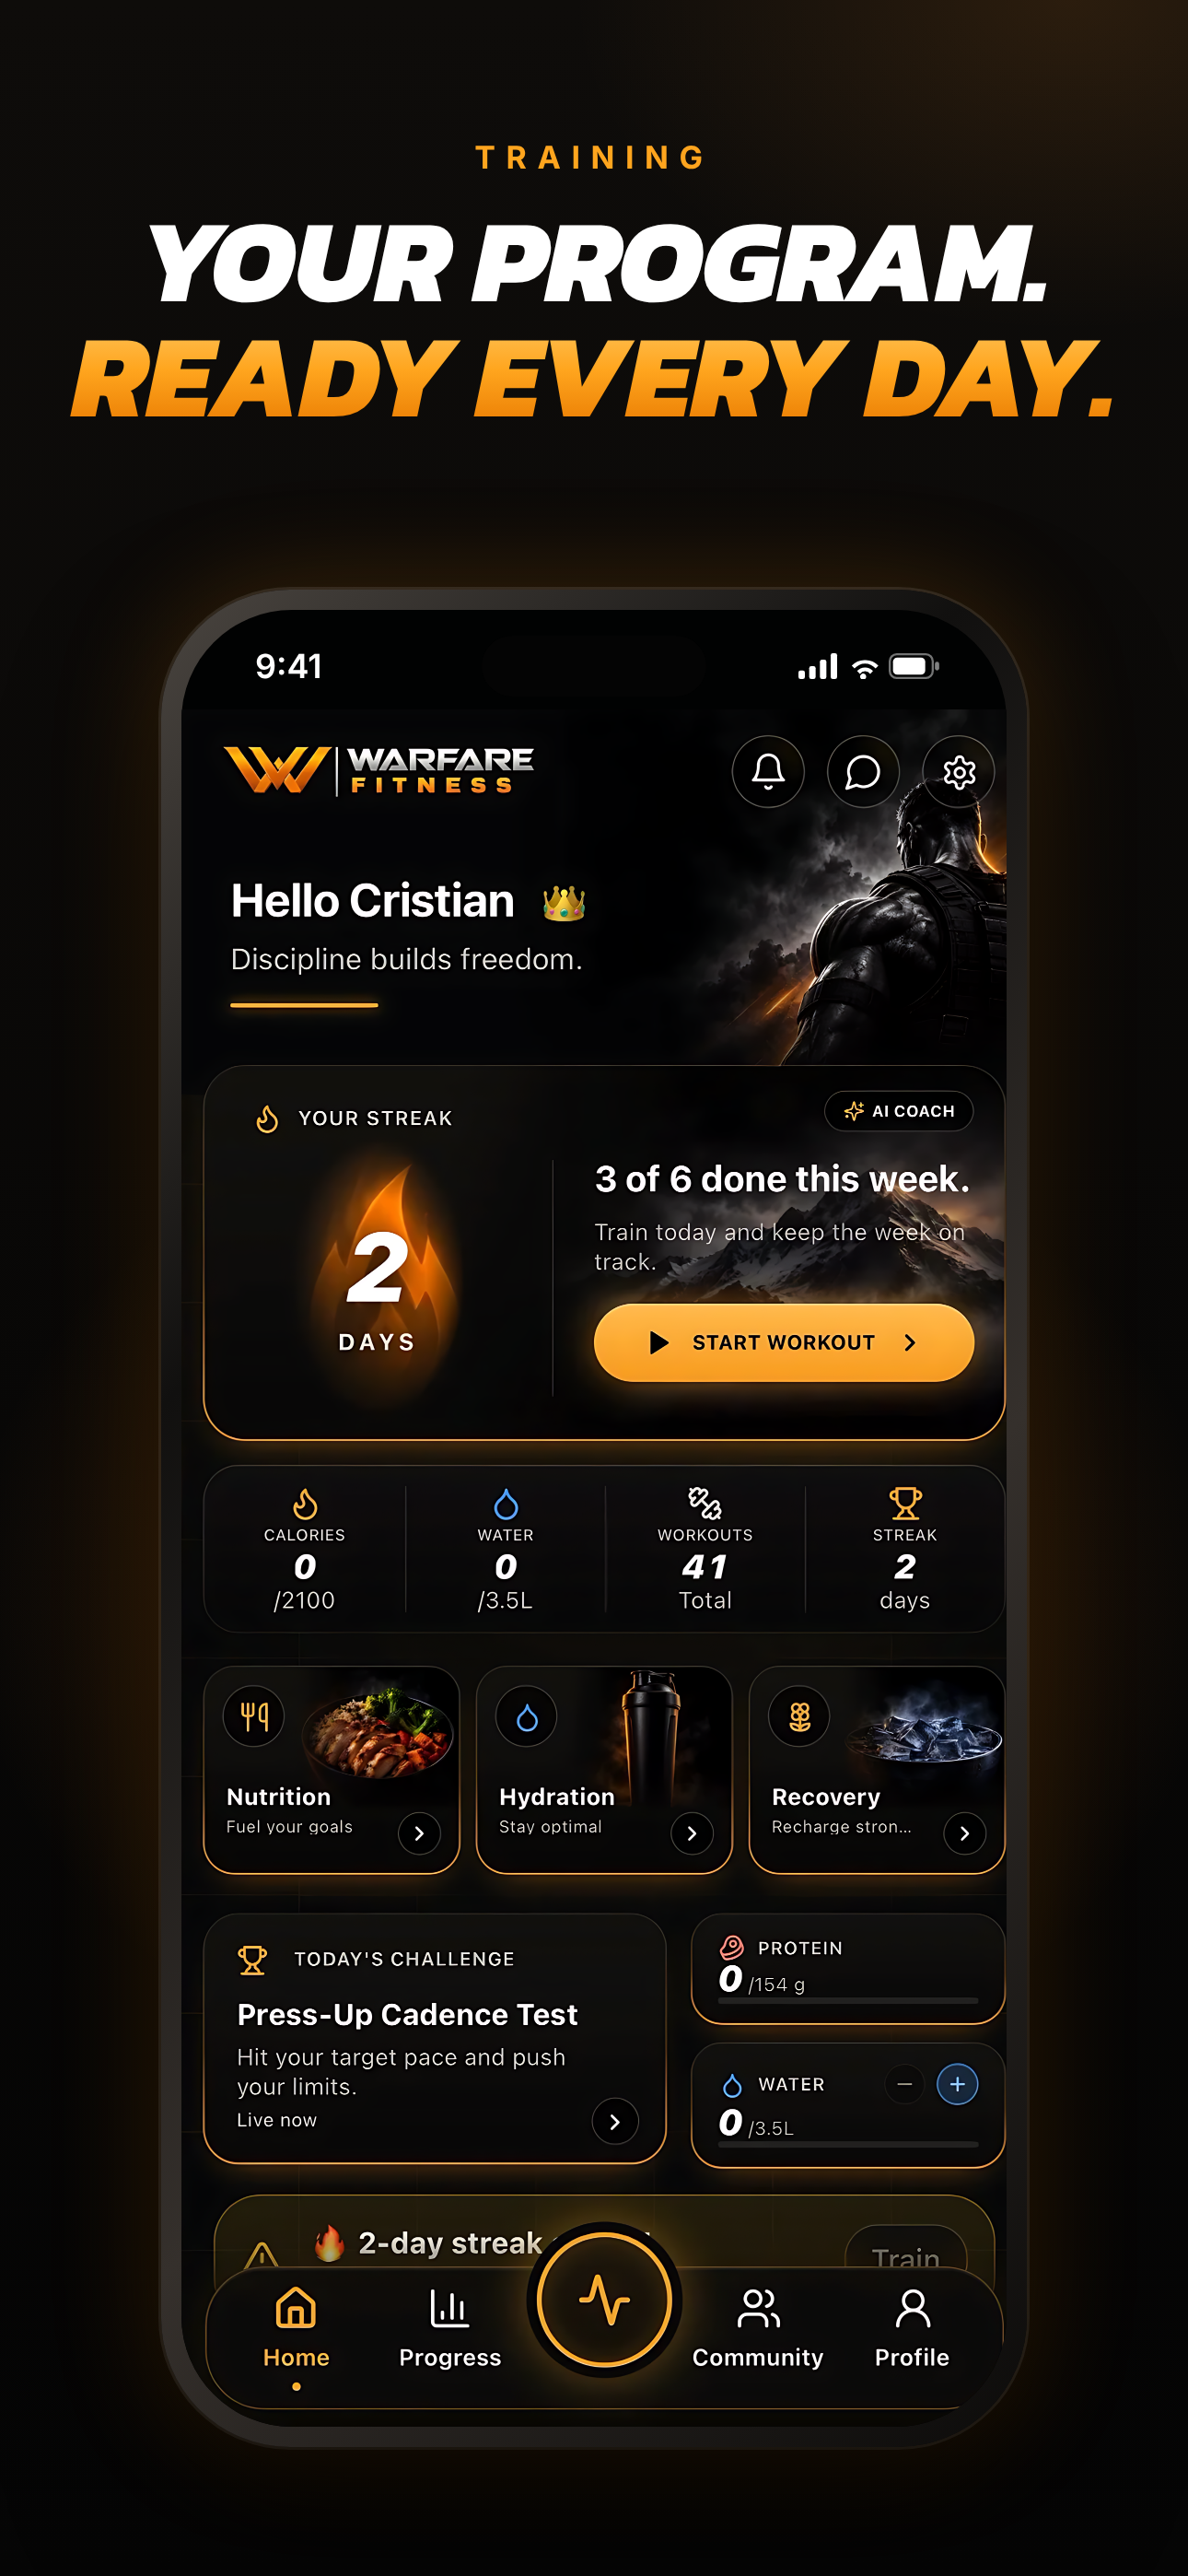 TRAINING
YOUR PROGRAM.
READY EVERY DAY.
9:41
WARFARE
FITNESS
Hello Cristian 👑
Discipline builds freedom.
YOUR STREAK
AI COACH
2
DAYS
3 of 6 done this week.
Train today and keep the week on
track.
START WORKOUT
CALORIES
0
/2100
WATER
0
/3.5L
WORKOUTS
41
Total
STREAK
2
days
Nutrition
Fuel your goals
Hydration
Stay optimal
Recovery
Recharge stron...
TODAY'S CHALLENGE
Press-Up Cadence Test
Hit your target pace and push
your limits.
Live now
PROTEIN
0 /154 g
WATER
0 /3.5L
🔥 2-day streak
Train
Home
Progress
Community
Profile